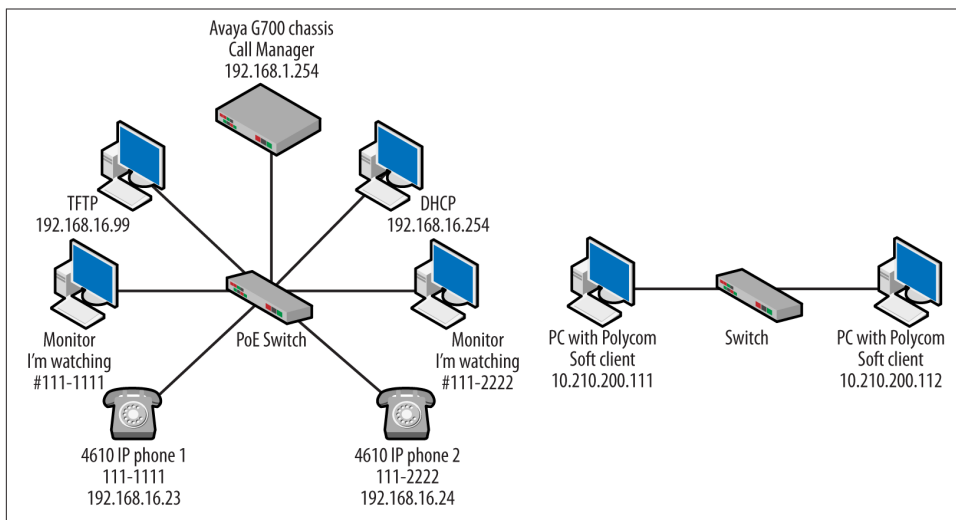 Avaya G700 chassis
Call Manager
192.168.1.254
TFTP
192.168.16.99
DHCP
192.168.16.254
Monitor
I'm watching
#111-1111
PoE Switch
Monitor
I'm watching
#111-2222
4610 IP phone 1
111-1111
192.168.16.23
4610 IP phone 2
111-2222
192.168.16.24
PC with Polycom
Soft client
10.210.200.111
Switch
PC with Polycom
Soft client
10.210.200.112